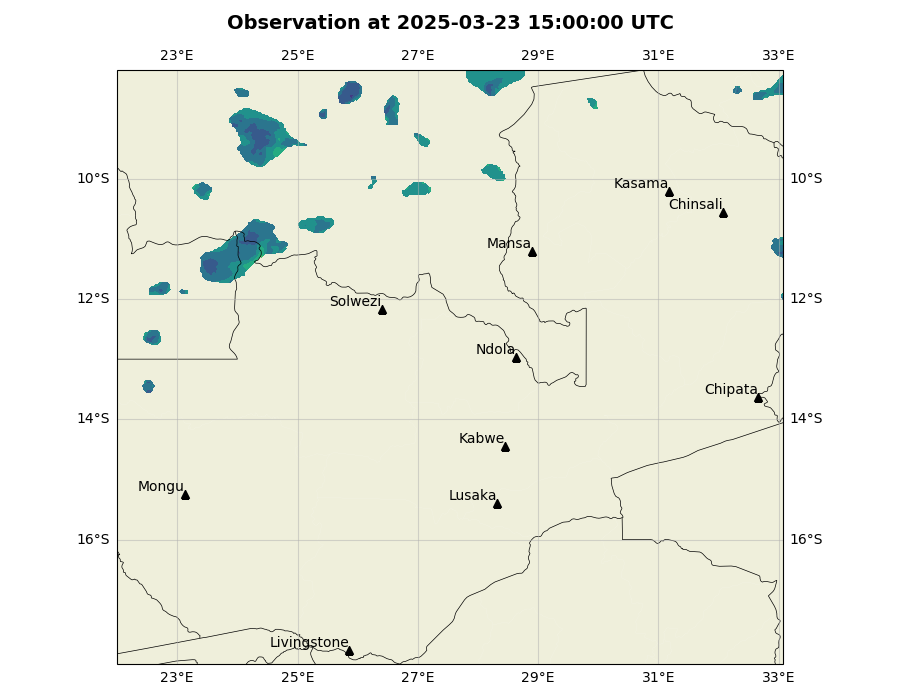 Observation at 2025-03-23 15:00:00 UTC
23°E 25°E 27°E 29°E 31°E 33°E
10°S 10°S
Kasama
Chinsali
Mansa
12°S 12°S
Solwezi
Ndola
Chipata
14°S 14°S
Kabwe
Mongu
Lusaka
16°S 16°S
Livingstone
23°E 25°E 27°E 29°E 31°E 33°E